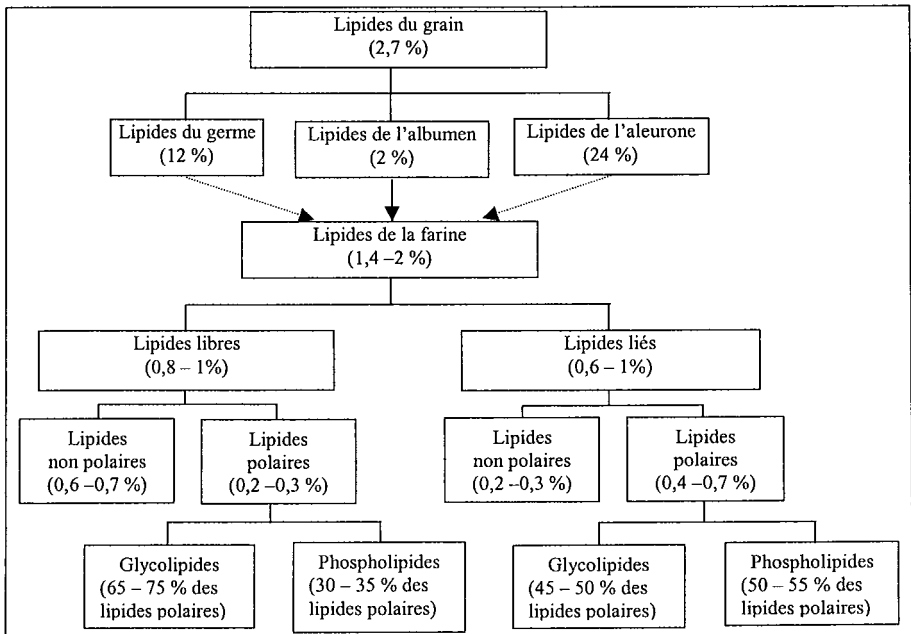 Lipides du grain
(2,7 %)
Lipides du germe
(12 %)
Lipides de l'albumen
(2 %)
Lipides de l'aleurone
(24 %)
Lipides de la farine
(1,4 –2 %)
Lipides libres
(0,8 – 1%)
Lipides liés
(0,6 – 1%)
Lipides
non polaires
(0,6 –0,7 %)
Lipides
polaires
(0,2 –0,3 %)
Lipides
non polaires
(0,2 –0,3 %)
Lipides
polaires
(0,4 –0,7 %)
Glycolipides
(65 – 75 % des
lipides polaires)
Phospholipides
(30 – 35 % des
lipides polaires)
Glycolipides
(45 – 50 % des
lipides polaires)
Phospholipides
(50 – 55 % des
lipides polaires)